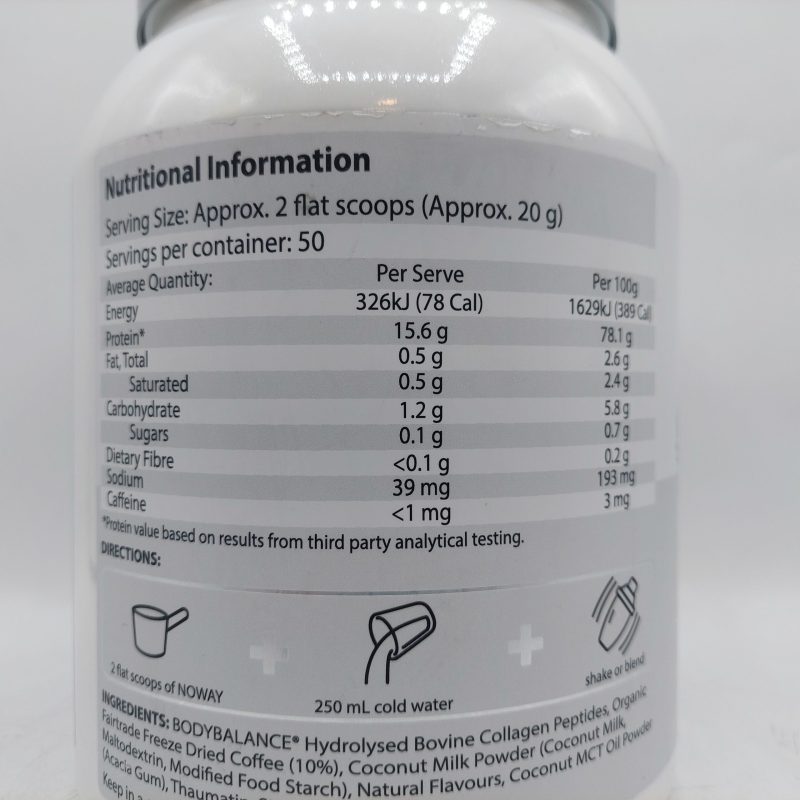 Nutritional Information
Serving Size: Approx. 2 flat scoops (Approx. 20 g)
Servings per container: 50
Average Quantity: Per Serve Per 100g
Energy 326kJ (78 Cal) 1629kJ (389 Cal)
Protein* 15.6 g 78.1 g
Fat, Total 0.5 g 2.6 g
Saturated 0.5 g 2.4 g
Carbohydrate 1.2 g 5.8 g
Sugars 0.1 g 0.7 g
Dietary Fibre <0.1 g 0.2 g
Sodium 39 mg 193 mg
Caffeine <1 mg 3 mg
*Protein value based on results from third party analytical testing.
DIRECTIONS:
2 flat scoops of NOWAY
250 mL cold water
shake or blend
INGREDIENTS: BODYBALANCE® Hydrolysed Bovine Collagen Peptides, Organic
Fairtrade Freeze Dried Coffee (10%), Coconut Milk Powder (Coconut Milk,
Maltodextrin, Modified Food Starch), Natural Flavours, Coconut MCT Oil Powder
(Acacia Gum),
Keep in a